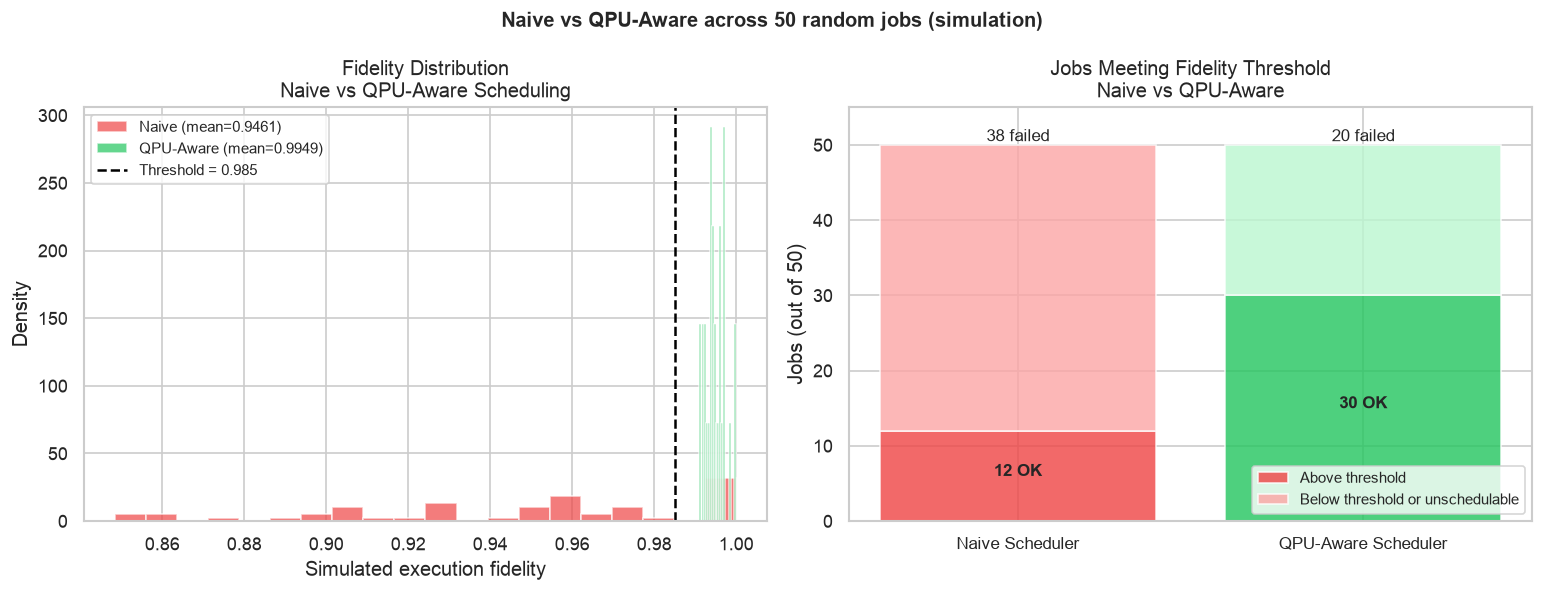 Naive vs QPU-Aware across 50 random jobs (simulation)
Fidelity Distribution
Naive vs QPU-Aware Scheduling
300
250
200
150
100
50
0
Density
Naive (mean=0.9461)
QPU-Aware (mean=0.9949)
Threshold = 0.985
0.86 0.88 0.90 0.92 0.94 0.96 0.98 1.00
Simulated execution fidelity
Jobs Meeting Fidelity Threshold
Naive vs QPU-Aware
50
40
30
20
10
0
Jobs (out of 50)
38 failed 20 failed
30 OK
12 OK
Above threshold
Below threshold or unschedulable
Naive Scheduler QPU-Aware Scheduler